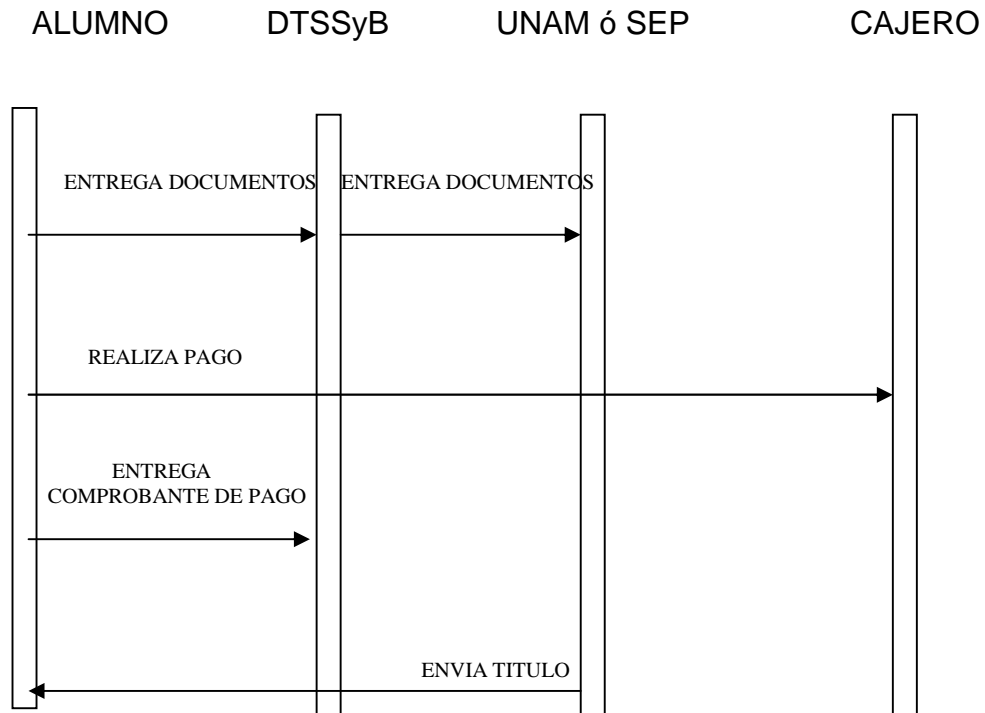 ALUMNO DTSSyB UNAM ó SEP CAJERO
ENTREGA DOCUMENTOS ENTREGA DOCUMENTOS
REALIZA PAGO
ENTREGA
COMPROBANTE DE PAGO
ENVIA TITULO